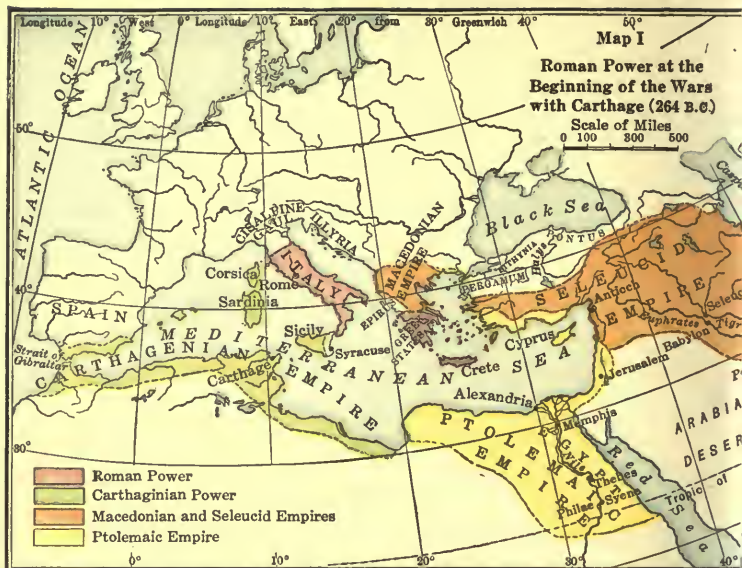 Longitude 10° West 0° Longitude 10° East 20° from 30° Greenwich 40° 50°
Map I
Roman Power at the
Beginning of the Wars
with Carthage (264 B.C.)
Scale of Miles
0 100 300 600
ATLANTIC OCEAN
50°
40°
30°
CISALPINE
GAUL
ILLYRIA
ITALY
Corsica
Rome
Sardinia
SPAIN
Strait of
Gibraltar
MEDITERRANEAN SEA
CARTHAGENIAN EMPIRE
Carthage
Sicily
Syracuse
MACEDONIAN
EMPIRE
EPIRUS
GREEK
STATES
Crete
Black Sea
BITHYNIA
PONTUS
Halys
PERGAMUM
SELEUCID
EMPIRE
Antioch
Euphrates
Cyprus
Jerusalem
Babylon
Alexandria
Memphis
PTOLEMAIC
EMPIRE
Egypt
Thebes
Philae
Syene
Red Sea
ARABIA
DESER
Tropic of
Roman Power
Carthaginian Power
Macedonian and Seleucid Empires
Ptolemaic Empire
0° 10° 20° 30° 40°